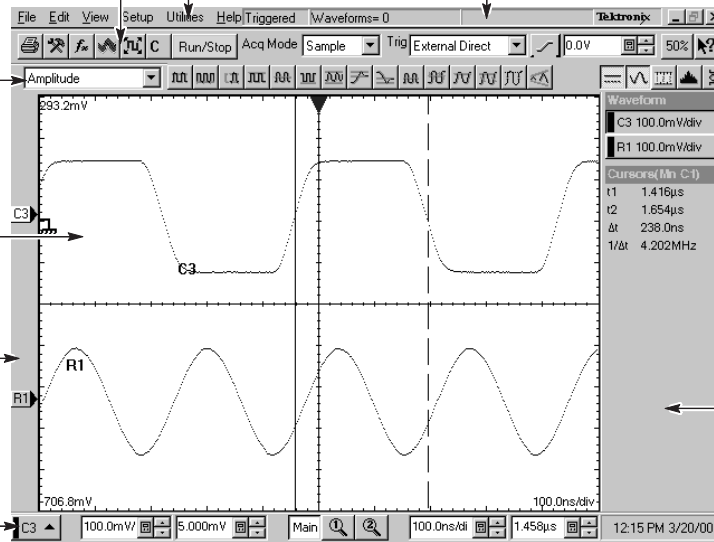 File Edit View Setup Utilities Help Triggered Waveforms= 0 Tektronix
C Run/Stop Acq Mode Sample Trig External Direct 0.0V 50%
Amplitude
293.2mV
Waveform
C3 100.0mV/div
R1 100.0mV/div
Cursors(Mn C1)
t1 1.416µs
t2 1.654µs
Δt 238.0ns
1/Δt 4.202MHz
C3
C3
R1
R1
-706.8mV
100.0ns/div
C3 100.0mV/ 5.000mV Main 1 2 100.0ns/di 1.458µs 12:15 PM 3/20/00